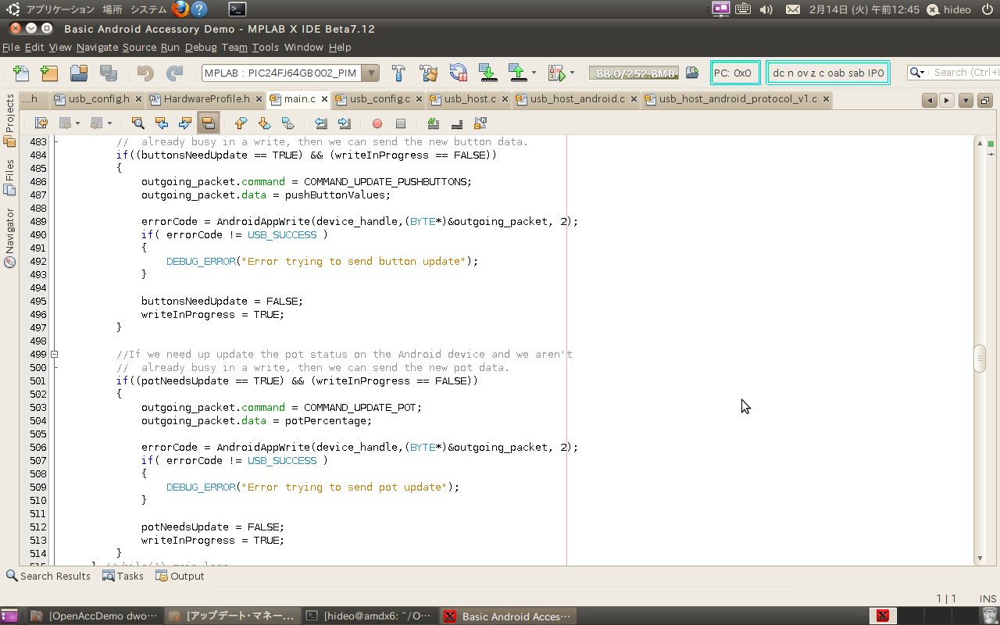 アプリケーション 場所 システム 2月14日 (火) 午前12:45 hideo
Basic Android Accessory Demo - MPLAB X IDE Beta7.12
File Edit View Navigate Source Run Debug Team Tools Window Help
MPLAB : PIC24FJ64GB002_PIM 88.0/252.8MB PC: 0x0 dc n ov z c oab sab IP0 Search (Ctrl+I
....h usb_config.h HardwareProfile.h main.c usb_config.c usb_host.c usb_host_android.c usb_host_android_protocol_v1.c
Projects
Files
Navigator
483 // already busy in a write, then we can send the new button data.
484 if((buttonsNeedUpdate == TRUE) && (writeInProgress == FALSE))
485 {
486 outgoing_packet.command = COMMAND_UPDATE_PUSHBUTTONS;
487 outgoing_packet.data = pushButtonValues;
488
489 errorCode = AndroidAppWrite(device_handle,(BYTE*)&outgoing_packet, 2);
490 if( errorCode != USB_SUCCESS )
491 {
492 DEBUG_ERROR("Error trying to send button update");
493 }
494
495 buttonsNeedUpdate = FALSE;
496 writeInProgress = TRUE;
497 }
498
499 //If we need up update the pot status on the Android device and we aren't
500 // already busy in a write, then we can send the new pot data.
501 if((potNeedsUpdate == TRUE) && (writeInProgress == FALSE))
502 {
503 outgoing_packet.command = COMMAND_UPDATE_POT;
504 outgoing_packet.data = potPercentage;
505
506 errorCode = AndroidAppWrite(device_handle,(BYTE*)&outgoing_packet, 2);
507 if( errorCode != USB_SUCCESS )
508 {
509 DEBUG_ERROR("Error trying to send pot update");
510 }
511
512 potNeedsUpdate = FALSE;
513 writeInProgress = TRUE;
514 }
515 } //while(1) main loop
Search Results Tasks Output
1 | 1 INS
[OpenAccDemo dwo... [アップデート・マネー... [hideo@amdx6: ~/O... Basic Android Acces...